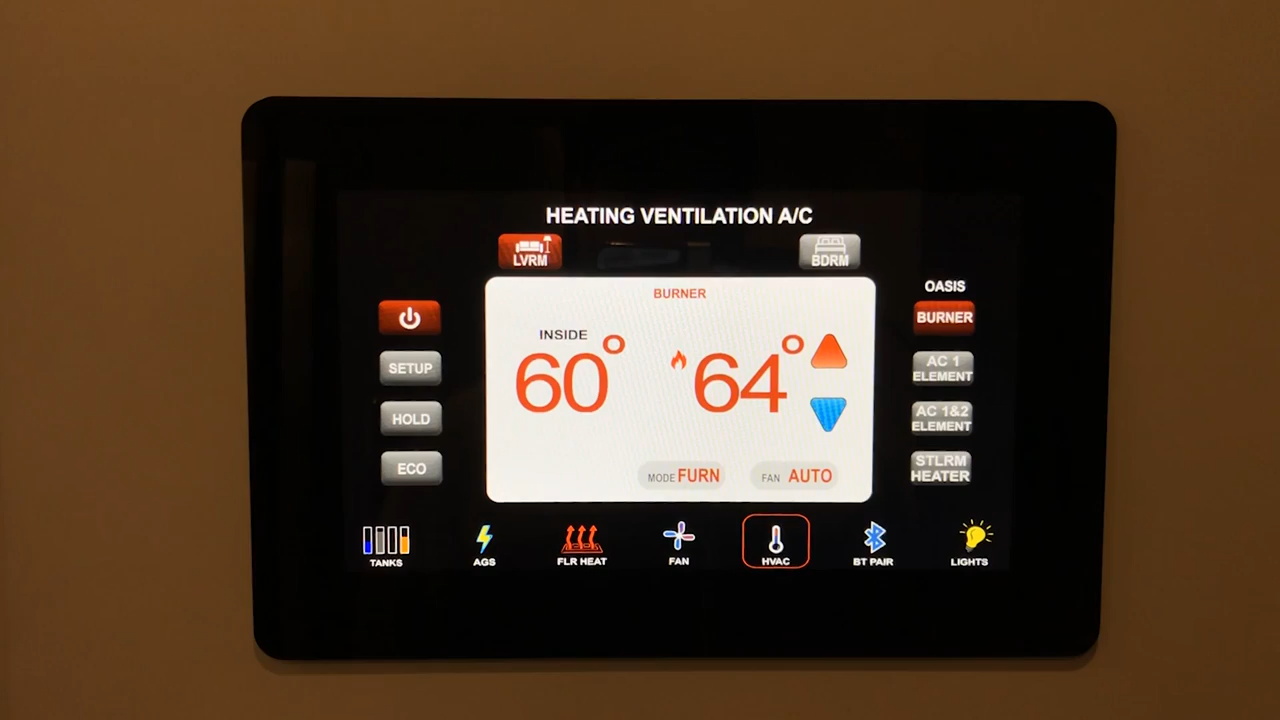 HEATING VENTILATION A/C
LVRM
BDRM
BURNER
INSIDE
60°
64°
MODE FURN
FAN AUTO
SETUP
HOLD
ECO
OASIS
BURNER
AC 1
ELEMENT
AC 1&2
ELEMENT
STLRM
HEATER
TANKS
AGS
FLR HEAT
FAN
HVAC
BT PAIR
LIGHTS